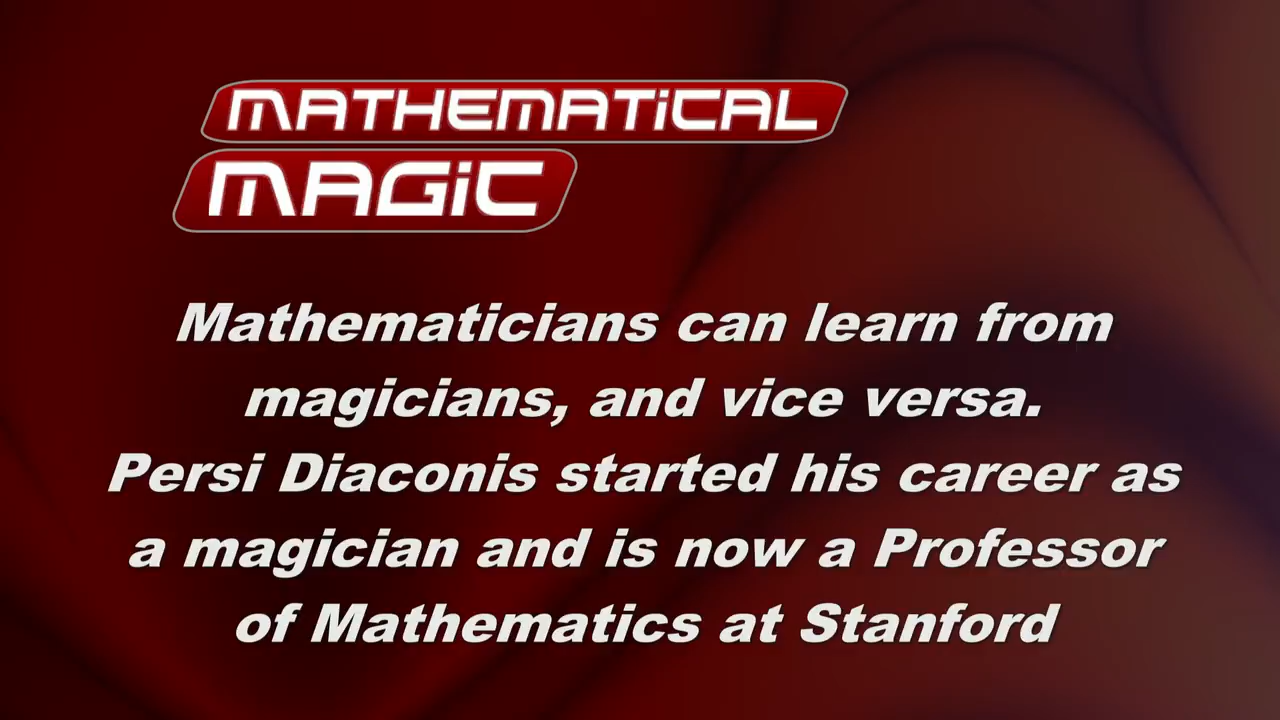 MATHEMATiCAL
MAGiC
Mathematicians can learn from
magicians, and vice versa.
Persi Diaconis started his career as
a magician and is now a Professor
of Mathematics at Stanford